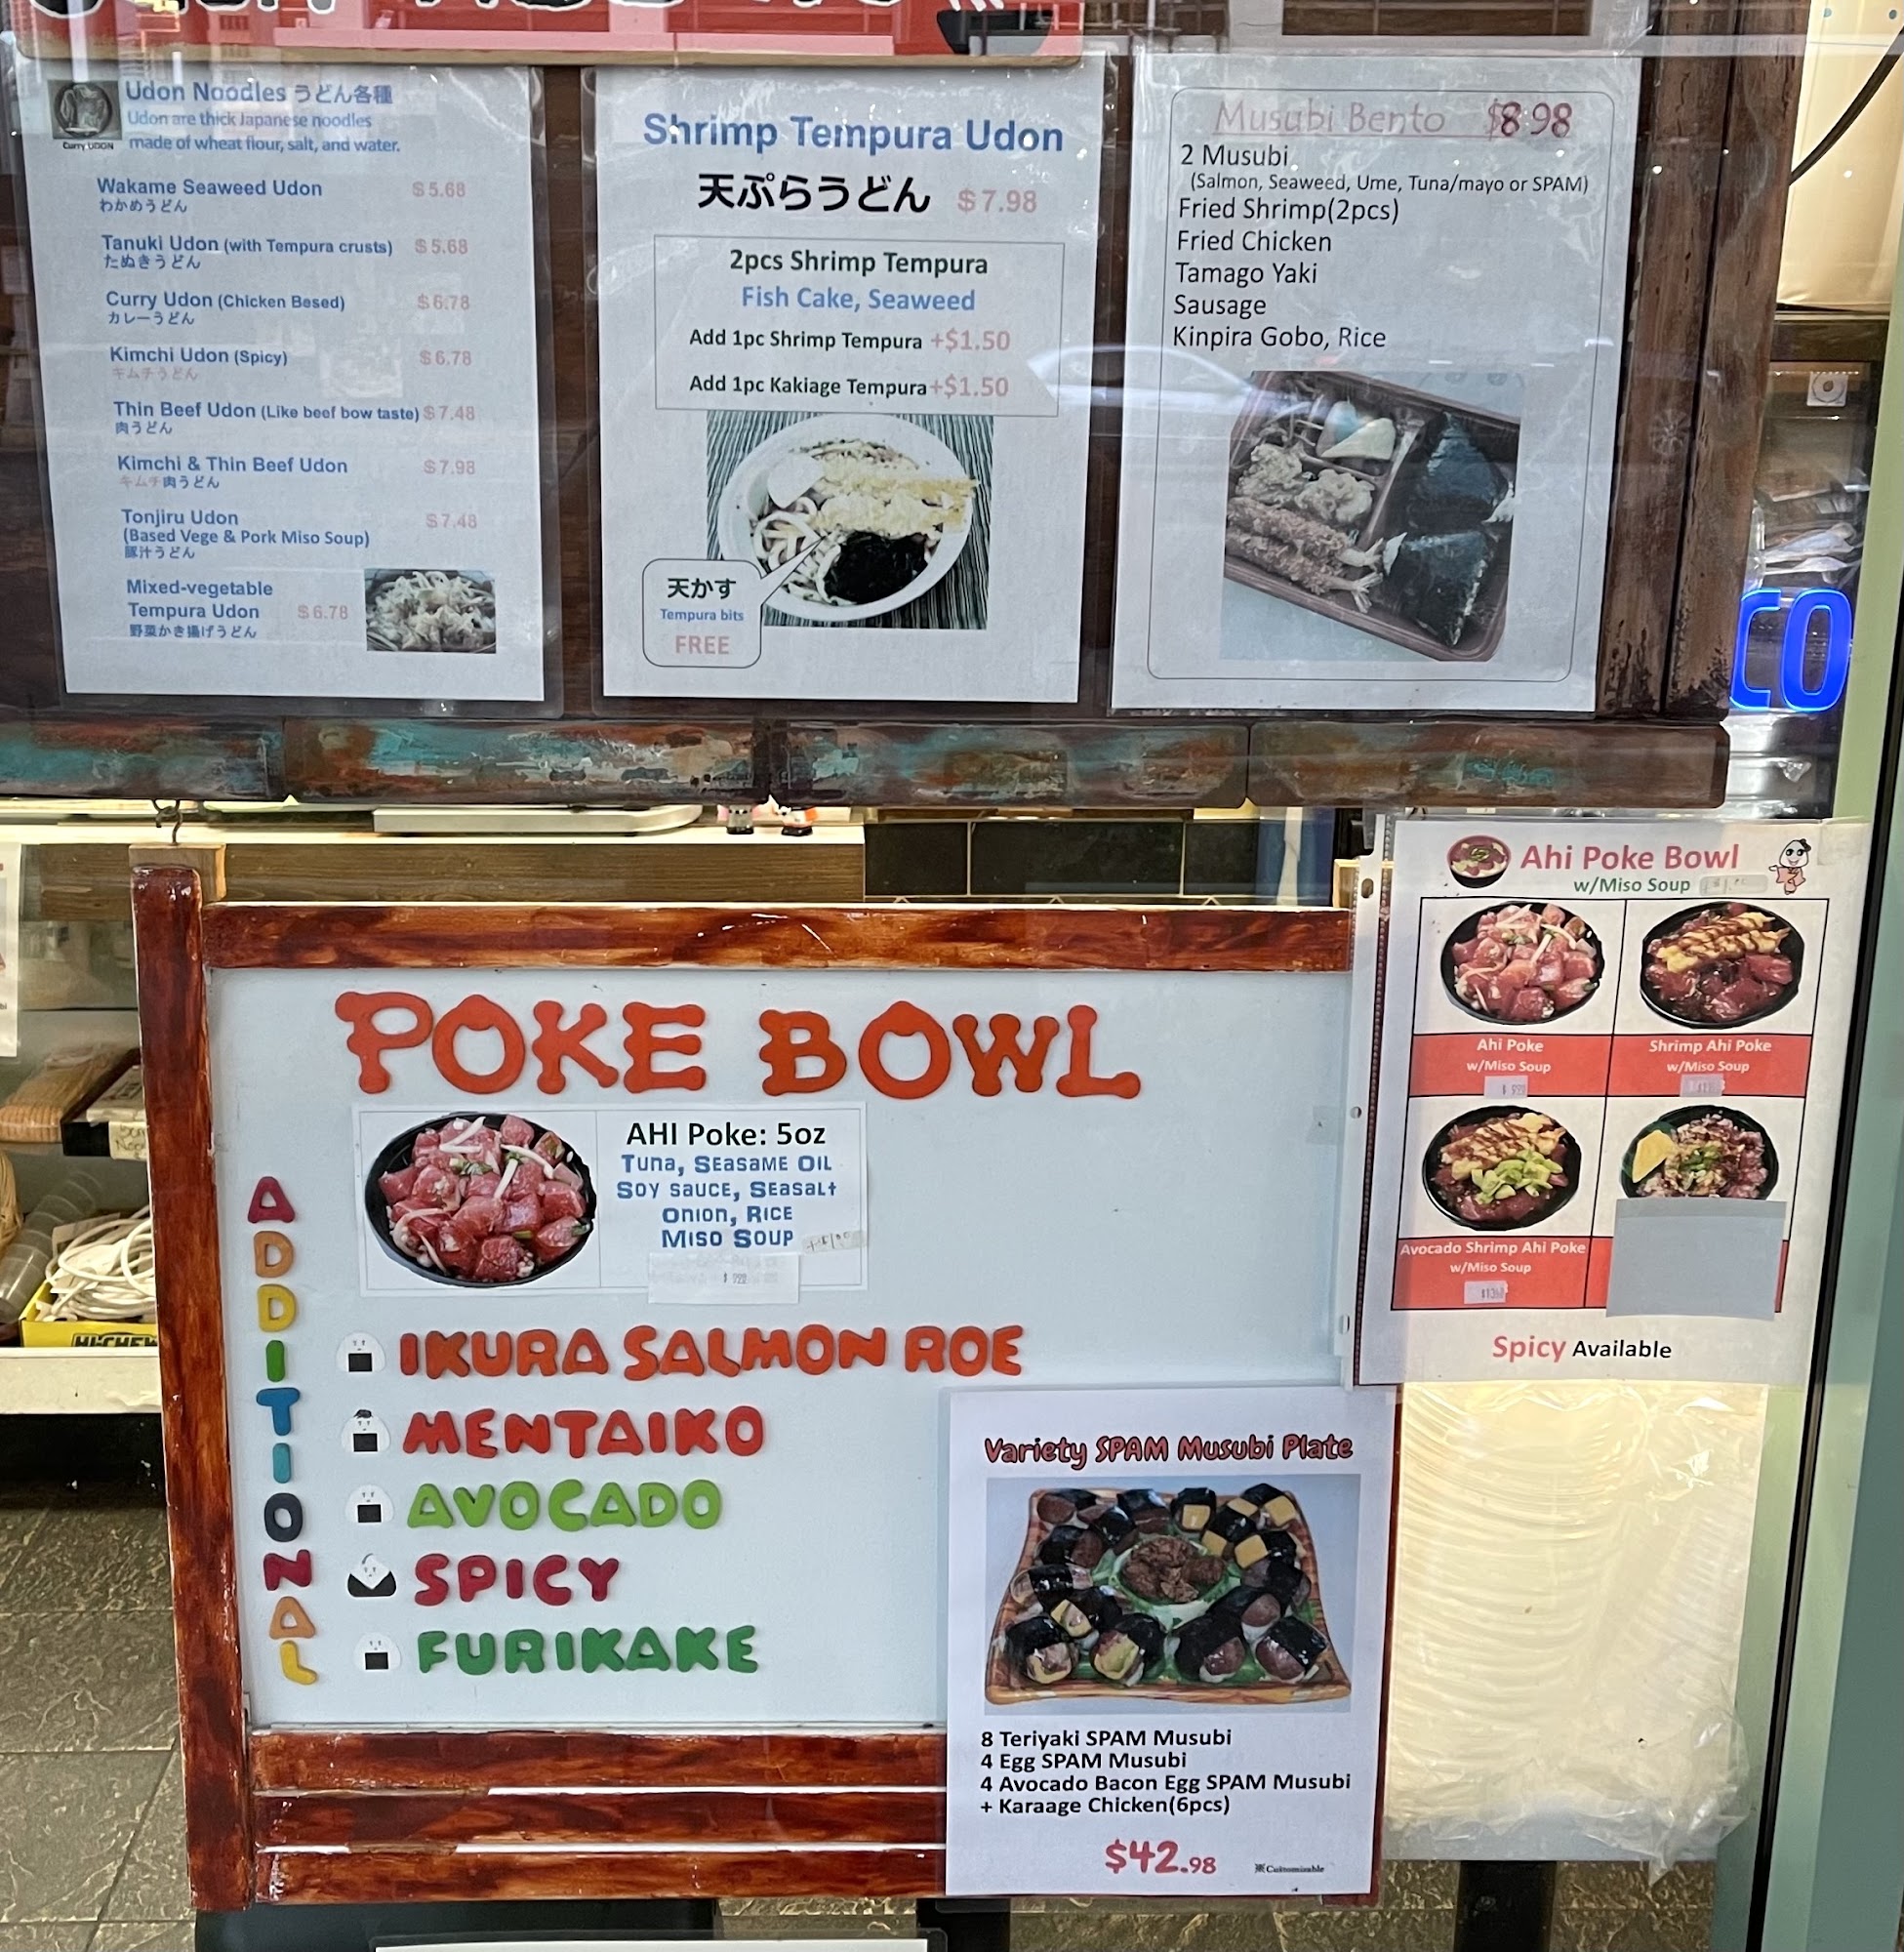 Udon Noodles うどん各種
Udon are thick Japanese noodles
made of wheat flour, salt, and water.
Curry UDON
Wakame Seaweed Udon $5.68
わかめうどん
Tanuki Udon (with Tempura crusts) $5.68
たぬきうどん
Curry Udon (Chicken Based) $6.78
カレーうどん
Kimchi Udon (Spicy) $6.78
キムチうどん
Thin Beef Udon (Like beef bow taste) $7.48
肉うどん
Kimchi & Thin Beef Udon $7.98
キムチ肉うどん
Tonjiru Udon $7.48
(Based Vege & Pork Miso Soup)
豚汁うどん
Mixed-vegetable
Tempura Udon $6.78
野菜かき揚げうどん
Shrimp Tempura Udon
天ぷらうどん $7.98
2pcs Shrimp Tempura
Fish Cake, Seaweed
Add 1pc Shrimp Tempura +$1.50
Add 1pc Kakiage Tempura+$1.50
天かす
Tempura bits
FREE
Musubi Bento $8.98
2 Musubi
(Salmon, Seaweed, Ume, Tuna/mayo or SPAM)
Fried Shrimp(2pcs)
Fried Chicken
Tamago Yaki
Sausage
Kinpira Gobo, Rice
CO
POKE BOWL
AHI Poke: 5oz
Tuna, Seasame Oil
Soy sauce, Seasalt
Onion, Rice
Miso Soup
ADDITIONAL
IKURA SALMON ROE
MENTAIKO
AVOCADO
SPICY
FURIKAKE
HI-CHEW
Ahi Poke Bowl
w/Miso Soup
Ahi Poke
w/Miso Soup
Shrimp Ahi Poke
w/Miso Soup
Avocado Shrimp Ahi Poke
w/Miso Soup
Spicy Available
Variety SPAM Musubi Plate
8 Teriyaki SPAM Musubi
4 Egg SPAM Musubi
4 Avocado Bacon Egg SPAM Musubi
+ Karaage Chicken(6pcs)
$42.98 ※Customizable